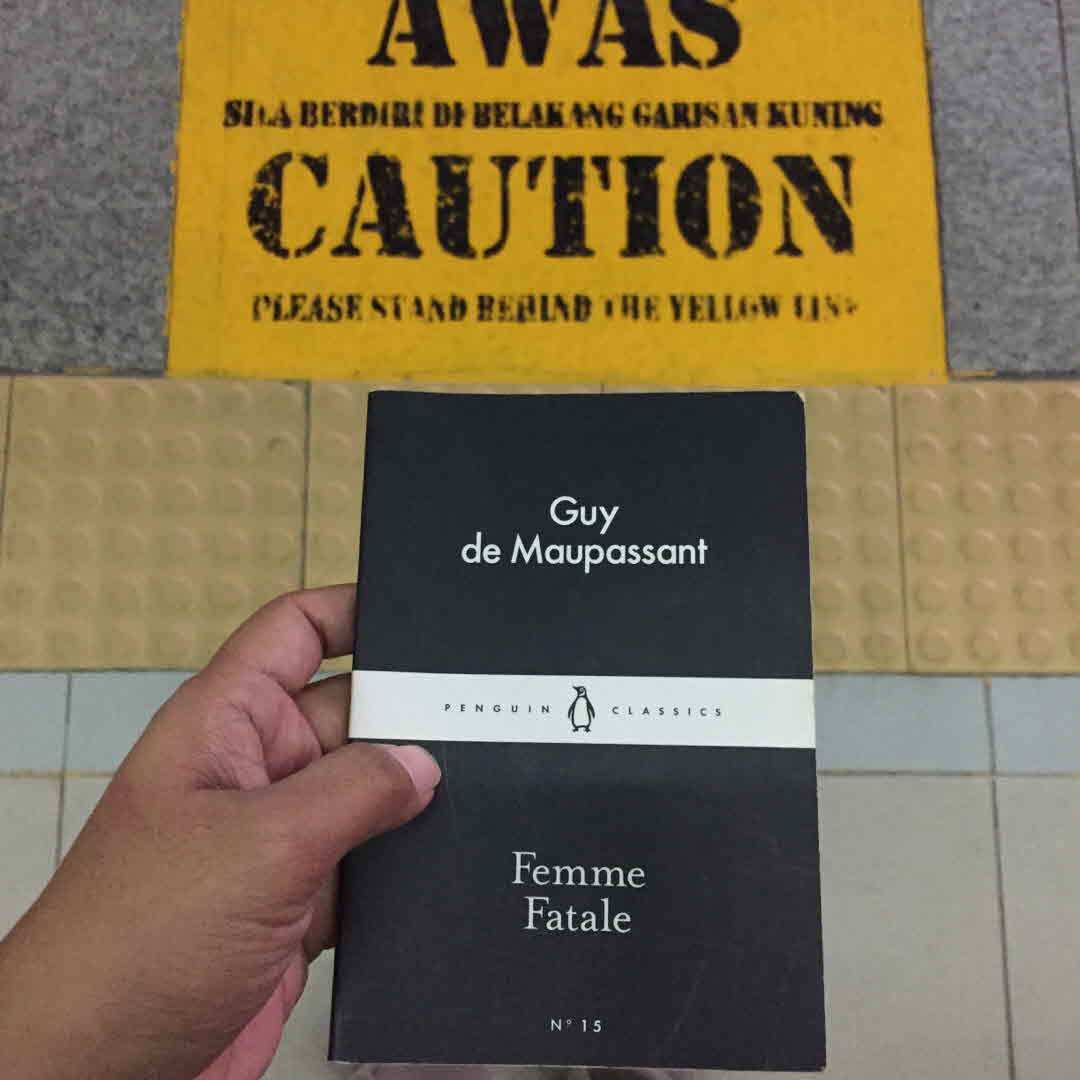 AWAS
SILA BERDIRI DI BELAKANG GARISAN KUNING
CAUTION
PLEASE STAND BEHIND THE YELLOW LINE
Guy
de Maupassant
PENGUIN CLASSICS
Femme
Fatale
Nº 15